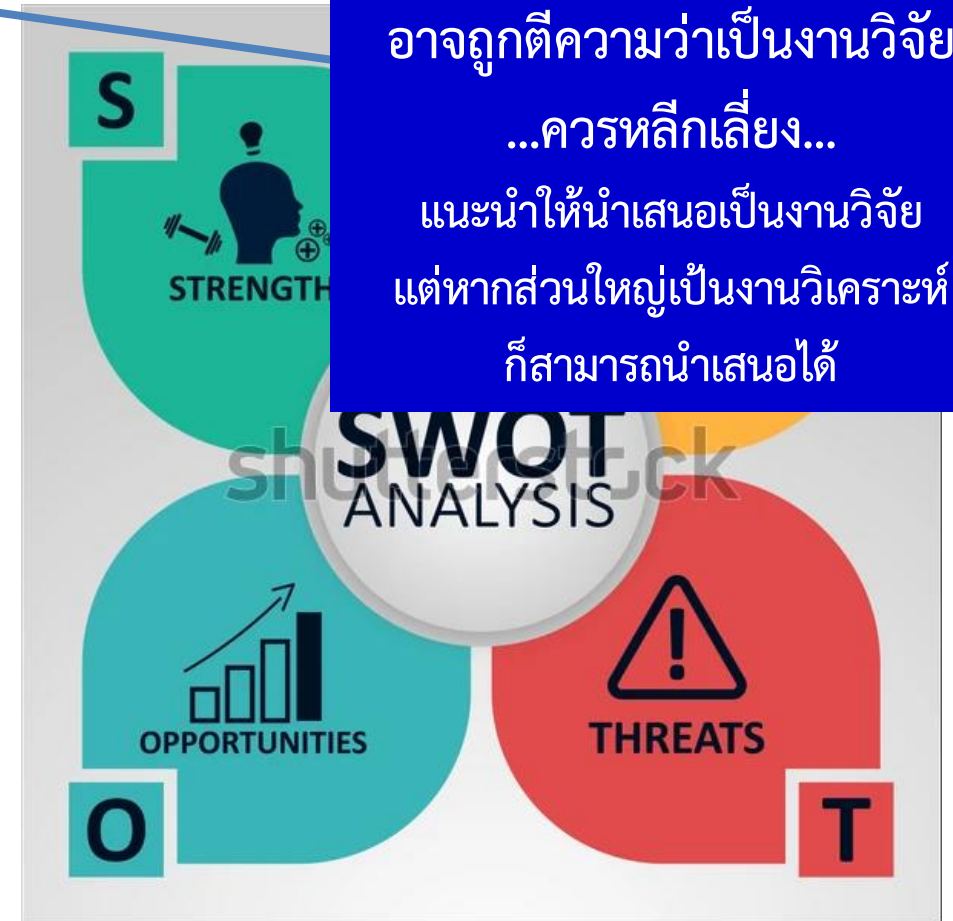 อาจถูกตีความว่าเป็นงานวิจัย
...ควรหลีกเลี่ยง...
แนะนำให้นำเสนอเป็นงานวิจัย
แต่หากส่วนใหญ่เป้นงานวิเคราะห์
ก็สามารถนำเสนอได้
S
STRENGTH
SWOT
ANALYSIS
shutterstock
OPPORTUNITIES
THREATS
O
T